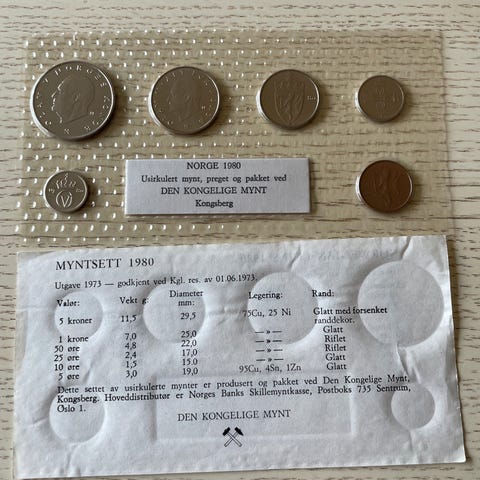 OLAV V NORGES KONGE
NORGE 1980
Usirkulert mynt, preget og pakket ved
DEN KONGELIGE MYNT
Kongsberg
MYNTSETT 1980
Utgave 1973 — godkjent ved Kgl. res. av 01.06.1973.
Valør: Vekt g: Diameter mm: Legering: Rand:
5 kroner 11,5 29,5 75Cu, 25 Ni Glatt med forsenket randdekor.
1 krone 7,0 25,0 —»— Glatt
50 øre 4,8 22,0 —»— Riflet
25 øre 2,4 17,0 —»— Riflet
10 øre 1,5 15,0 —»— Glatt
5 øre 3,0 19,0 95Cu, 4Sn, 1Zn Glatt
Dette settet av usirkulerte mynter er produsert og pakket ved Den Kongelige Mynt,
Kongsberg. Hoveddistributør er Norges Banks Skillemyntkasse, Postboks 735 Sentrum,
Oslo 1.
DEN KONGELIGE MYNT